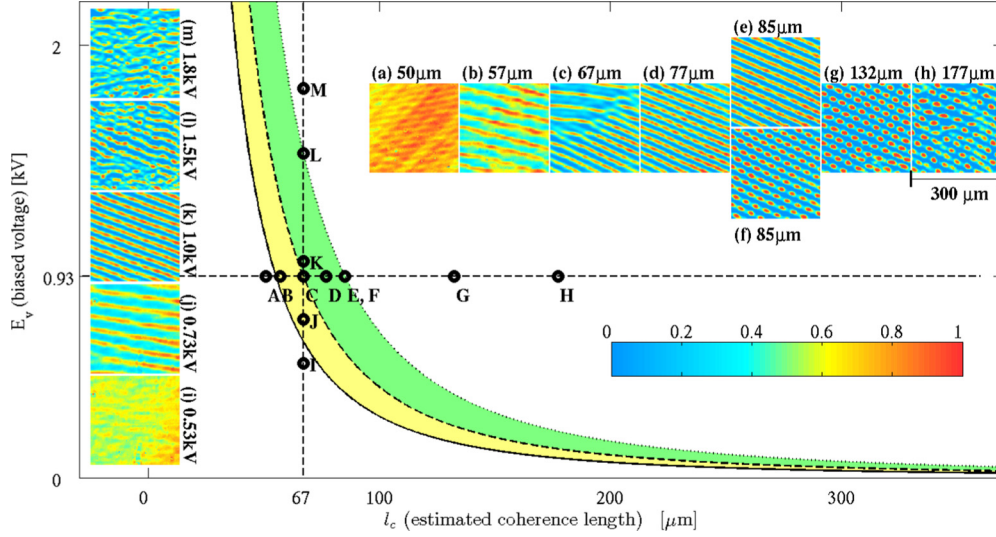 (e) 85μm
(a) 50μm (b) 57μm (c) 67μm (d) 77μm (g) 132μm (h) 177μm
300 μm
(f) 85μm
(m) 1.8kV
(l) 1.5kV
(k) 1.0kV
(j) 0.73kV
(i) 0.53kV
E_v (biased voltage) [kV]
2
0.93
0
M
L
K
A B C D E, F G H
J
I
0 0.2 0.4 0.6 0.8 1
0 67 100 200 300
l_c (estimated coherence length) [μm]